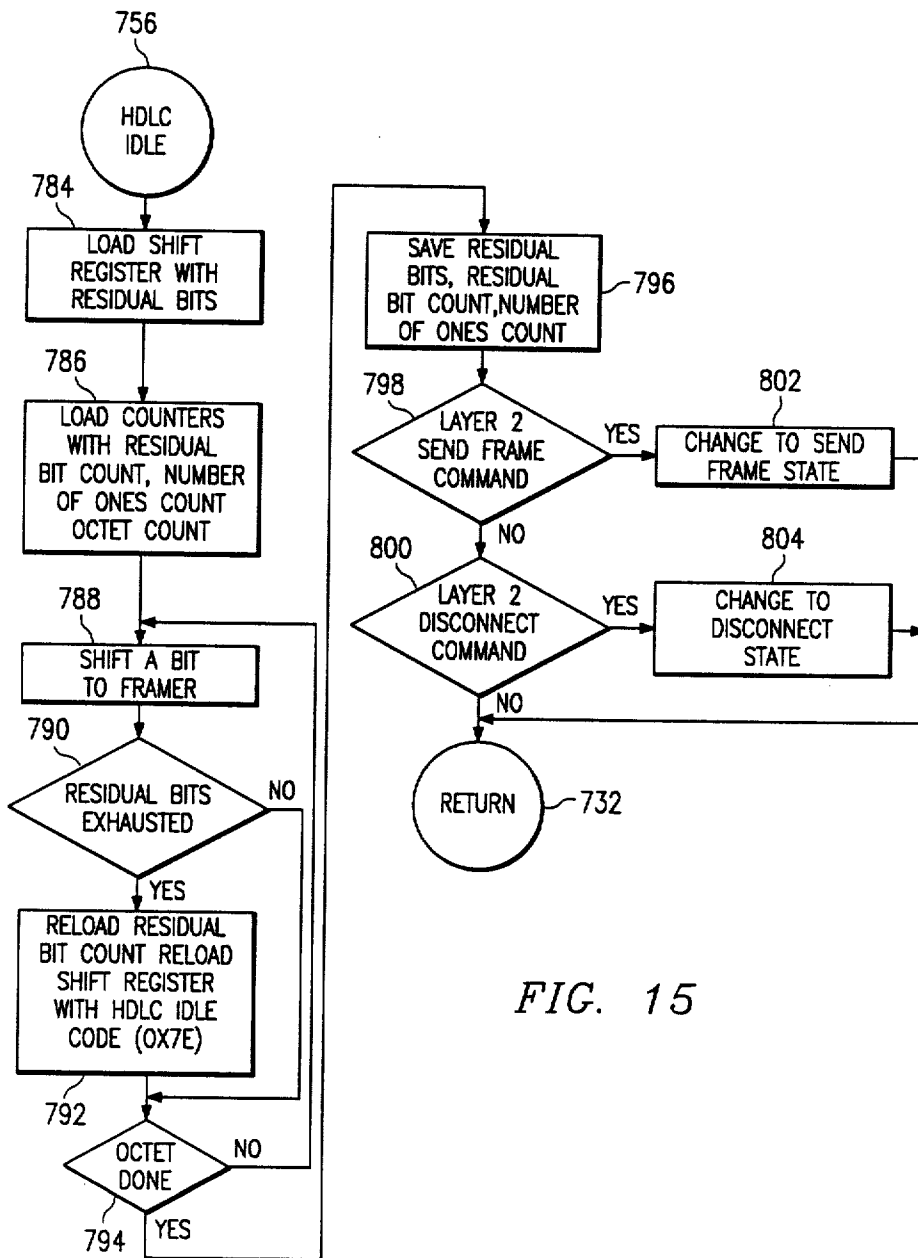 756
HDLC
IDLE
784
LOAD SHIFT
REGISTER WITH
RESIDUAL BITS
786
LOAD COUNTERS
WITH RESIDUAL
BIT COUNT, NUMBER
OF ONES COUNT
OCTET COUNT
788
SHIFT A BIT
TO FRAMER
790
RESIDUAL BITS
EXHAUSTED
NO
YES
RELOAD RESIDUAL
BIT COUNT RELOAD
SHIFT REGISTER
WITH HDLC IDLE
CODE (0X7E)
792
OCTET
DONE
NO
794
YES
SAVE RESIDUAL
BITS, RESIDUAL
BIT COUNT,NUMBER
OF ONES COUNT
796
798
LAYER 2
SEND FRAME
COMMAND
YES
802
CHANGE TO SEND
FRAME STATE
NO
800
LAYER 2
DISCONNECT
COMMAND
YES
804
CHANGE TO
DISCONNECT
STATE
NO
RETURN
732
FIG. 15